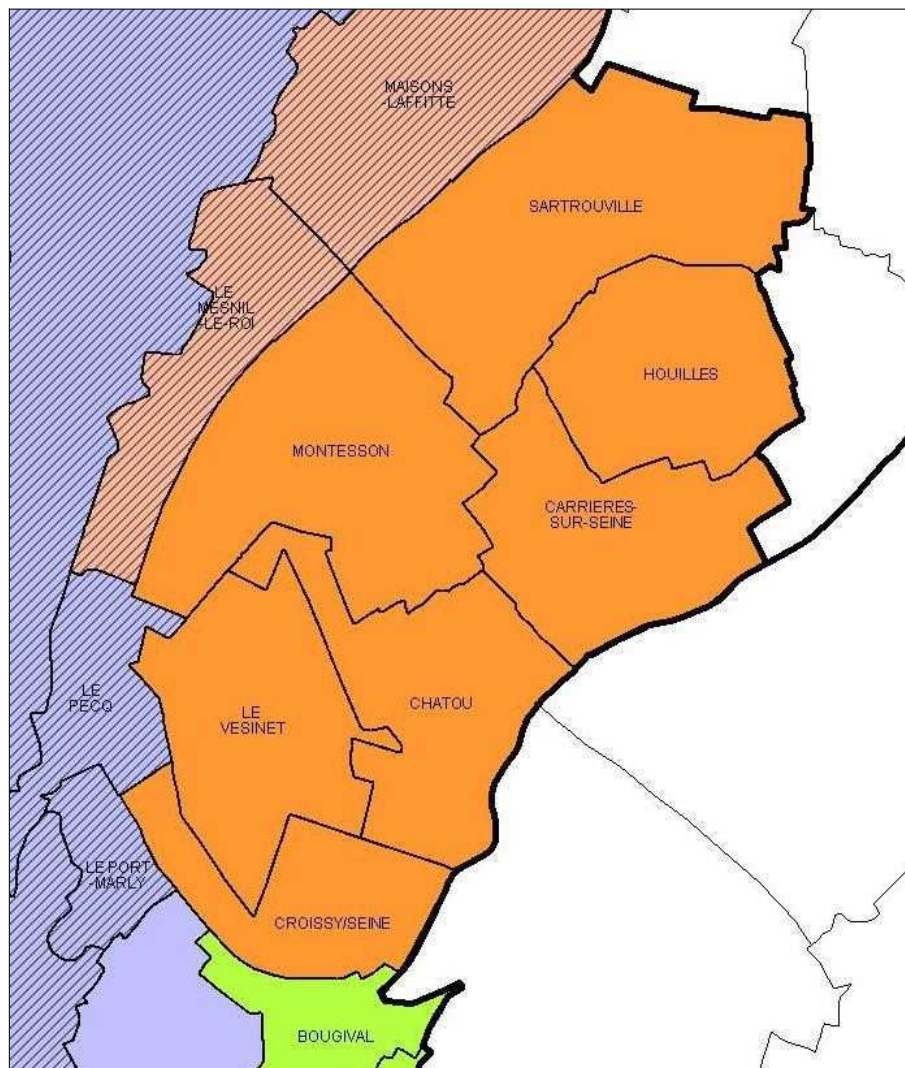 MAISONS
-LAFFITTE
SARTROUVILLE
LE
MESNIL
-LE-ROI
HOUILLES
MONTESSON
CARRIERES-
SUR-SEINE
LE
PECQ
LE
VESINET
CHATOU
LE PORT
-MARLY
CROISSY/SEINE
BOUGIVAL